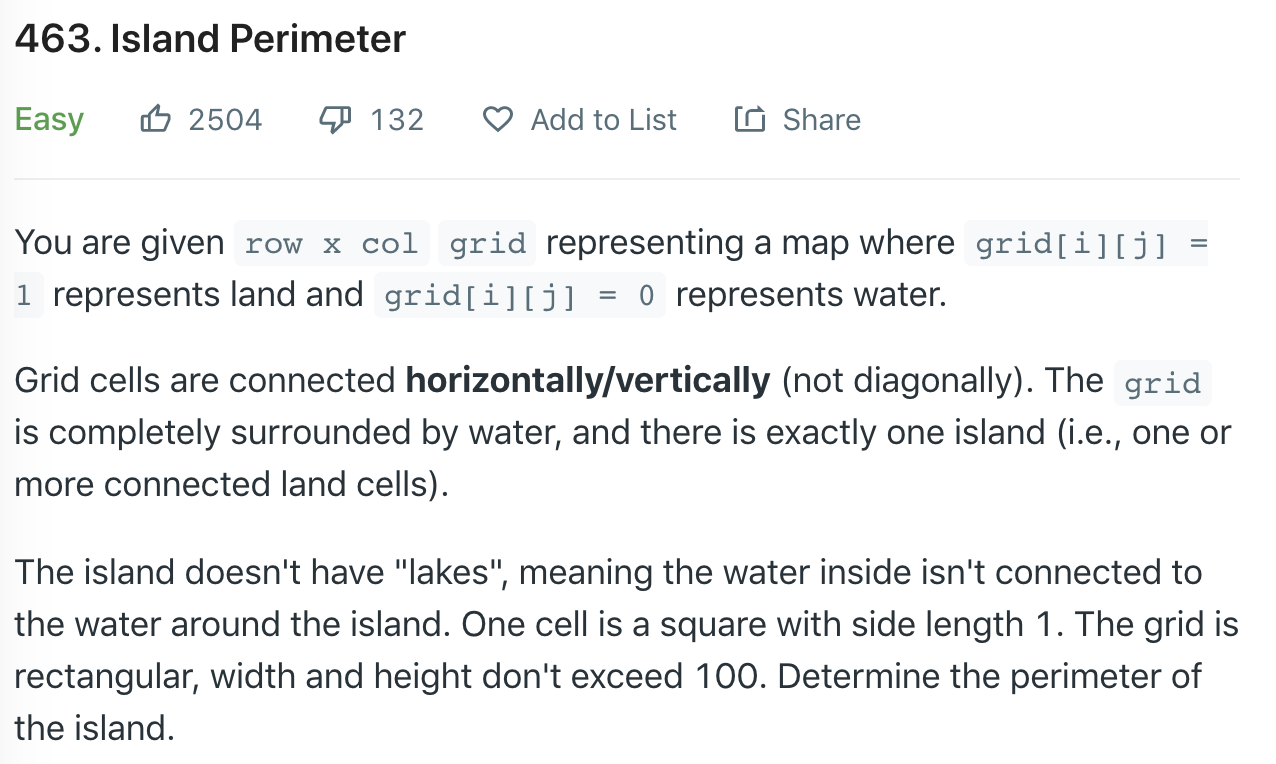 463. Island Perimeter
Easy 2504 132 Add to List Share
You are given row x col grid representing a map where grid[i][j] =
1 represents land and grid[i][j] = 0 represents water.
Grid cells are connected horizontally/vertically (not diagonally). The grid
is completely surrounded by water, and there is exactly one island (i.e., one or
more connected land cells).
The island doesn't have "lakes", meaning the water inside isn't connected to
the water around the island. One cell is a square with side length 1. The grid is
rectangular, width and height don't exceed 100. Determine the perimeter of
the island.